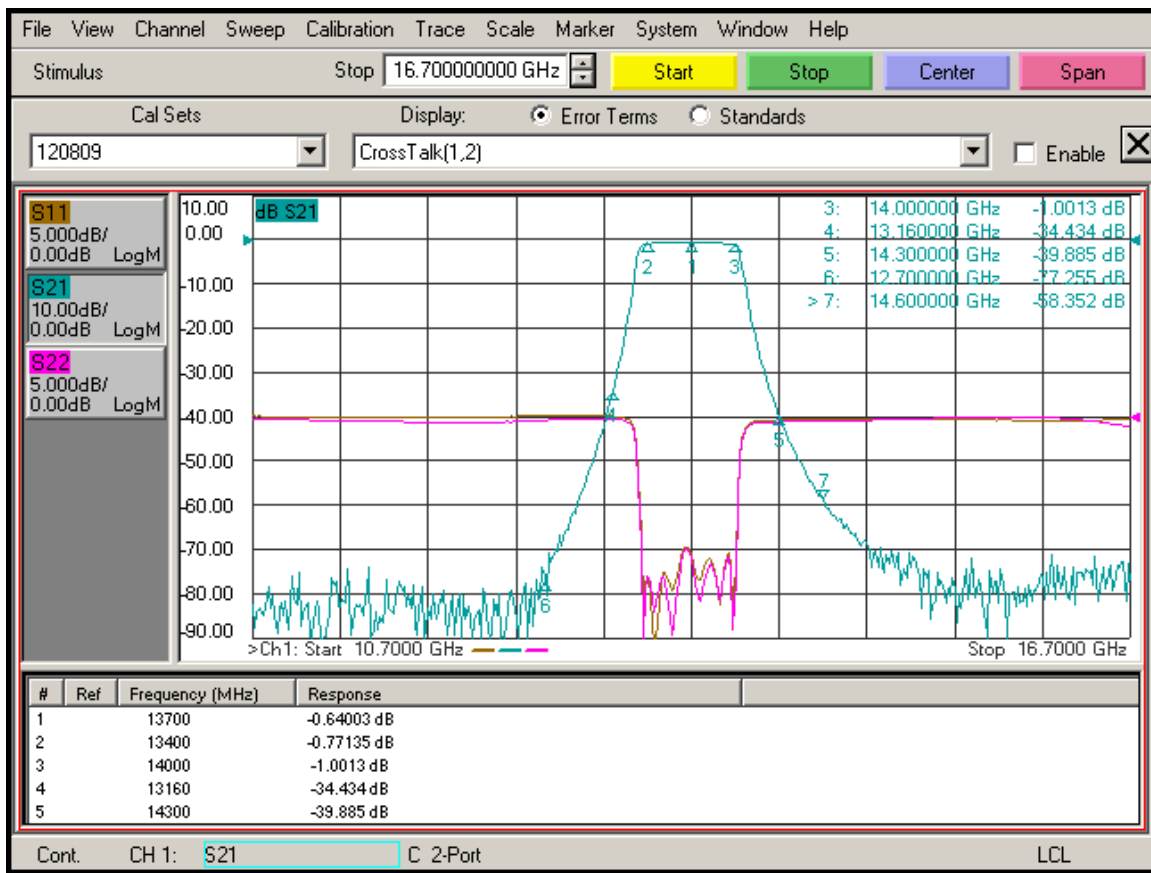 File View Channel Sweep Calibration Trace Scale Marker System Window Help
Stimulus Stop 16.700000000 GHz Start Stop Center Span
Cal Sets Display: Error Terms Standards
120809 CrossTalk(1,2) Enable
S11
5.000dB/
0.00dB LogM
S21
10.00dB/
0.00dB LogM
S22
5.000dB/
0.00dB LogM
10.00
0.00
-10.00
-20.00
-30.00
-40.00
-50.00
-60.00
-70.00
-80.00
-90.00
dB S21
3: 14.000000 GHz -1.0013 dB
4: 13.160000 GHz -34.434 dB
5: 14.300000 GHz -39.885 dB
6: 12.700000 GHz -77.255 dB
> 7: 14.600000 GHz -58.352 dB
2 1 3
4
5
7
6
>Ch1: Start 10.7000 GHz Stop 16.7000 GHz
# Ref Frequency (MHz) Response
1 13700 -0.64003 dB
2 13400 -0.77135 dB
3 14000 -1.0013 dB
4 13160 -34.434 dB
5 14300 -39.885 dB
Cont. CH 1: S21 C 2-Port LCL